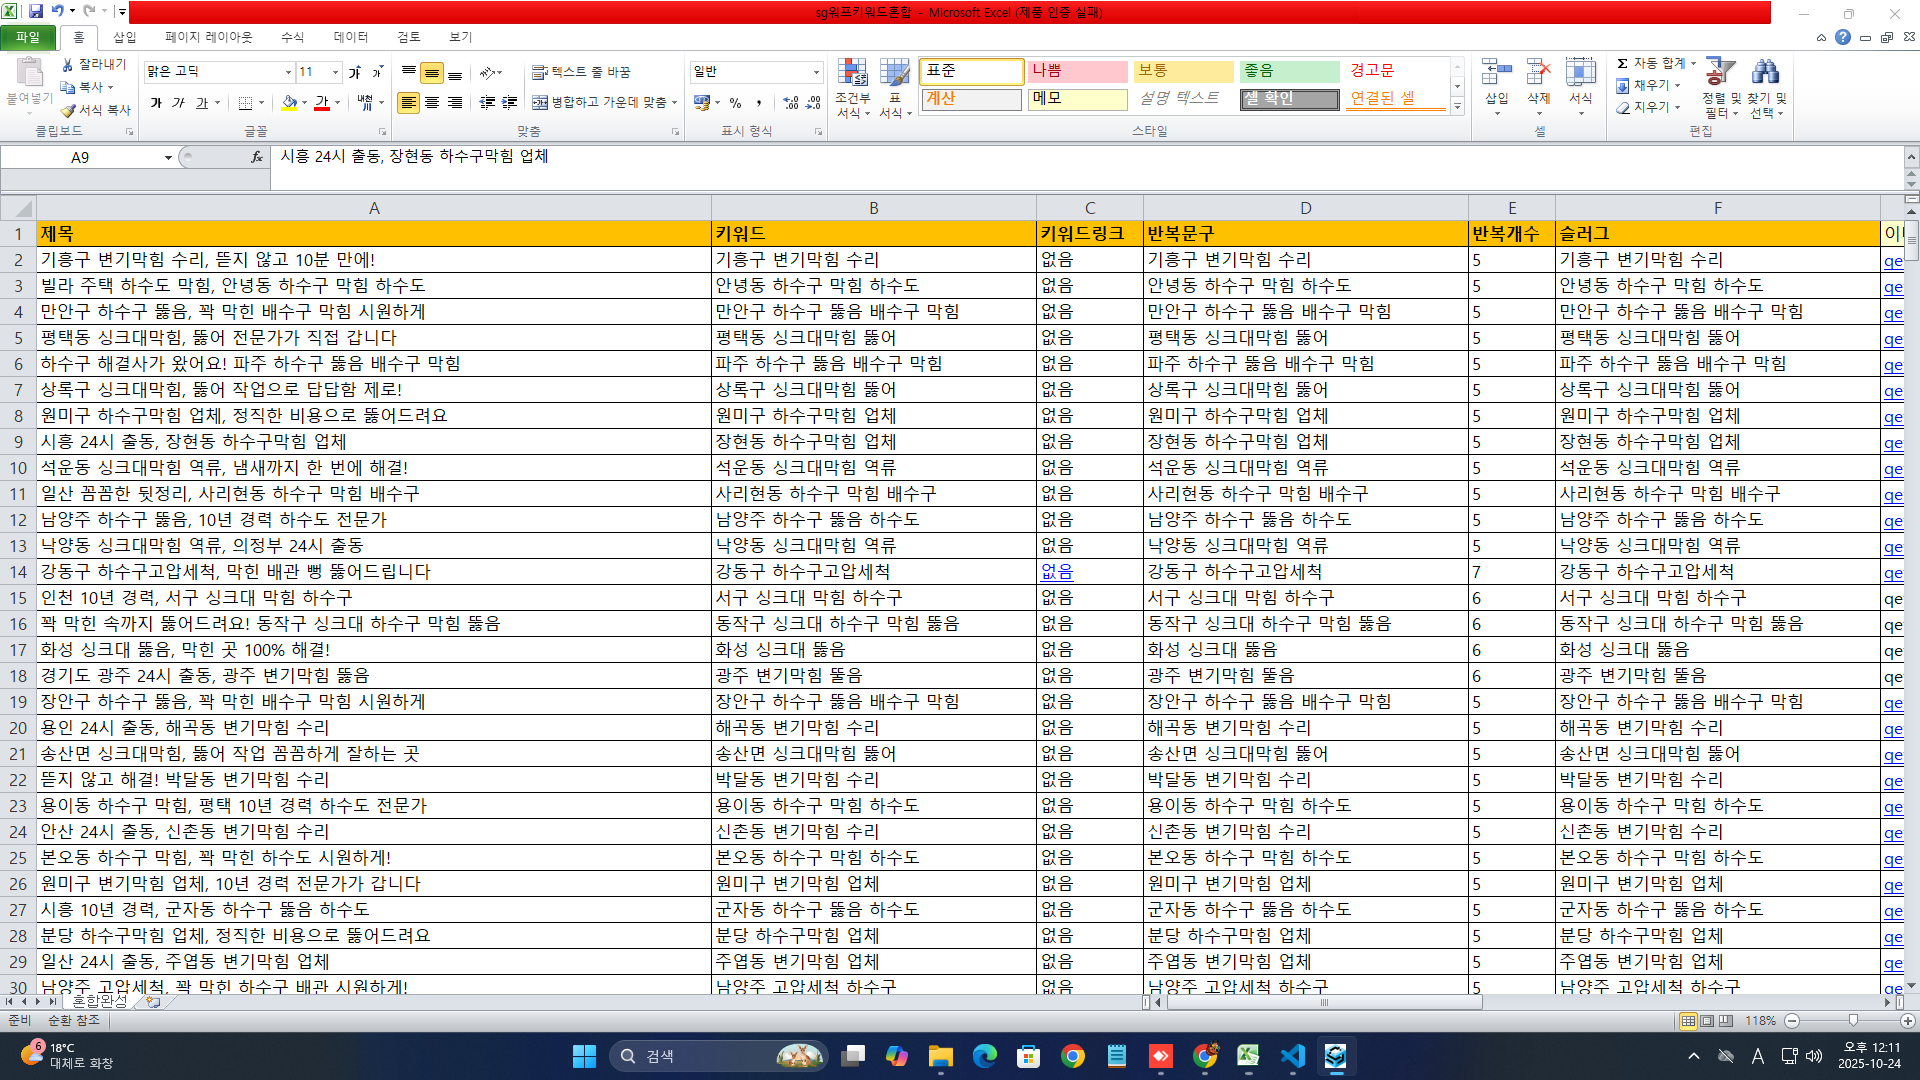 sg워프키워드혼합 - Microsoft Excel (제품 인증 실패)
파일 홈 삽입 페이지 레이아웃 수식 데이터 검토 보기
붙여넣기 잘라내기 복사 서식 복사 클립보드
맑은 고딕 11 가 가 가 가 가 가 내천 글꼴
텍스트 줄 바꿈 병합하고 가운데 맞춤 맞춤
일반 % , 표시 형식
조건부 서식 표 서식 표준 나쁨 보통 좋음 경고문
계산 메모 설명 텍스트 셀 확인 연결된 셀 스타일
삽입 삭제 서식 셀
Σ 자동 합계 채우기 지우기 정렬 및 필터 찾기 및 선택 편집
A9 fx 시흥 24시 출동, 장현동 하수구막힘 업체
A B C D E F
1 제목 키워드 키워드링크 반복문구 반복개수 슬러그
2 기흥구 변기막힘 수리, 뜯지 않고 10분 만에! 기흥구 변기막힘 수리 없음 기흥구 변기막힘 수리 5 기흥구 변기막힘 수리 qe
3 빌라 주택 하수도 막힘, 안녕동 하수구 막힘 하수도 안녕동 하수구 막힘 하수도 없음 안녕동 하수구 막힘 하수도 5 안녕동 하수구 막힘 하수도 qe
4 만안구 하수구 뚫음, 꽉 막힌 배수구 막힘 시원하게 만안구 하수구 뚫음 배수구 막힘 없음 만안구 하수구 뚫음 배수구 막힘 5 만안구 하수구 뚫음 배수구 막힘 qe
5 평택동 싱크대막힘, 뚫어 전문가가 직접 갑니다 평택동 싱크대막힘 뚫어 없음 평택동 싱크대막힘 뚫어 5 평택동 싱크대막힘 뚫어 qe
6 하수구 해결사가 왔어요! 파주 하수구 뚫음 배수구 막힘 파주 하수구 뚫음 배수구 막힘 없음 파주 하수구 뚫음 배수구 막힘 5 파주 하수구 뚫음 배수구 막힘 qe
7 상록구 싱크대막힘, 뚫어 작업으로 답답함 제로! 상록구 싱크대막힘 뚫어 없음 상록구 싱크대막힘 뚫어 5 상록구 싱크대막힘 뚫어 qe
8 원미구 하수구막힘 업체, 정직한 비용으로 뚫어드려요 원미구 하수구막힘 업체 없음 원미구 하수구막힘 업체 5 원미구 하수구막힘 업체 qe
9 시흥 24시 출동, 장현동 하수구막힘 업체 장현동 하수구막힘 업체 없음 장현동 하수구막힘 업체 5 장현동 하수구막힘 업체 qe
10 석운동 싱크대막힘 역류, 냄새까지 한 번에 해결! 석운동 싱크대막힘 역류 없음 석운동 싱크대막힘 역류 5 석운동 싱크대막힘 역류 qe
11 일산 꼼꼼한 뒷정리, 사리현동 하수구 막힘 배수구 사리현동 하수구 막힘 배수구 없음 사리현동 하수구 막힘 배수구 5 사리현동 하수구 막힘 배수구 qe
12 남양주 하수구 뚫음, 10년 경력 하수도 전문가 남양주 하수구 뚫음 하수도 없음 남양주 하수구 뚫음 하수도 5 남양주 하수구 뚫음 하수도 qe
13 낙양동 싱크대막힘 역류, 의정부 24시 출동 낙양동 싱크대막힘 역류 없음 낙양동 싱크대막힘 역류 5 낙양동 싱크대막힘 역류 qe
14 강동구 하수구고압세척, 막힌 배관 뻥 뚫어드립니다 강동구 하수구고압세척 없음 강동구 하수구고압세척 7 강동구 하수구고압세척 qe
15 인천 10년 경력, 서구 싱크대 막힘 하수구 서구 싱크대 막힘 하수구 없음 서구 싱크대 막힘 하수구 6 서구 싱크대 막힘 하수구 qe
16 꽉 막힌 속까지 뚫어드려요! 동작구 싱크대 하수구 막힘 뚫음 동작구 싱크대 하수구 막힘 뚫음 없음 동작구 싱크대 하수구 막힘 뚫음 6 동작구 싱크대 하수구 막힘 뚫음 qe
17 화성 싱크대 뚫음, 막힌 곳 100% 해결! 화성 싱크대 뚫음 없음 화성 싱크대 뚫음 6 화성 싱크대 뚫음 qe
18 경기도 광주 24시 출동, 광주 변기막힘 뚫음 광주 변기막힘 뚫음 없음 광주 변기막힘 뚫음 6 광주 변기막힘 뚫음 qe
19 장안구 하수구 뚫음, 꽉 막힌 배수구 막힘 시원하게 장안구 하수구 뚫음 배수구 막힘 없음 장안구 하수구 뚫음 배수구 막힘 5 장안구 하수구 뚫음 배수구 막힘 qe
20 용인 24시 출동, 해곡동 변기막힘 수리 해곡동 변기막힘 수리 없음 해곡동 변기막힘 수리 5 해곡동 변기막힘 수리 qe
21 송산면 싱크대막힘, 뚫어 작업 꼼꼼하게 잘하는 곳 송산면 싱크대막힘 뚫어 없음 송산면 싱크대막힘 뚫어 5 송산면 싱크대막힘 뚫어 qe
22 뜯지 않고 해결! 박달동 변기막힘 수리 박달동 변기막힘 수리 없음 박달동 변기막힘 수리 5 박달동 변기막힘 수리 qe
23 용이동 하수구 막힘, 평택 10년 경력 하수도 전문가 용이동 하수구 막힘 하수도 없음 용이동 하수구 막힘 하수도 5 용이동 하수구 막힘 하수도 qe
24 안산 24시 출동, 신촌동 변기막힘 수리 신촌동 변기막힘 수리 없음 신촌동 변기막힘 수리 5 신촌동 변기막힘 수리 qe
25 본오동 하수구 막힘, 꽉 막힌 하수도 시원하게! 본오동 하수구 막힘 하수도 없음 본오동 하수구 막힘 하수도 5 본오동 하수구 막힘 하수도 qe
26 원미구 변기막힘 업체, 10년 경력 전문가가 갑니다 원미구 변기막힘 업체 없음 원미구 변기막힘 업체 5 원미구 변기막힘 업체 qe
27 시흥 10년 경력, 군자동 하수구 뚫음 하수도 군자동 하수구 뚫음 하수도 없음 군자동 하수구 뚫음 하수도 5 군자동 하수구 뚫음 하수도 qe
28 분당 하수구막힘 업체, 정직한 비용으로 뚫어드려요 분당 하수구막힘 업체 없음 분당 하수구막힘 업체 5 분당 하수구막힘 업체 qe
29 일산 24시 출동, 주엽동 변기막힘 업체 주엽동 변기막힘 업체 없음 주엽동 변기막힘 업체 5 주엽동 변기막힘 업체 qe
30 남양주 고압세척, 꽉 막힌 하수구 배관 시원하게! 남양주 고압세척 하수구 없음 남양주 고압세척 하수구 5 남양주 고압세척 하수구 qe
혼합완성
준비 순환 참조 118%
6 18°C 대체로 화창 검색 A 오후 12:11
2025-10-24